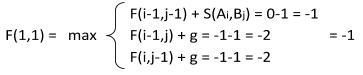 F(i-1,j-1) + S(Ai,Bj) = 0-1 = -1
F(1,1) = max F(i-1,j) + g = -1-1 = -2 = -1
F(i,j-1) + g = -1-1 = -2